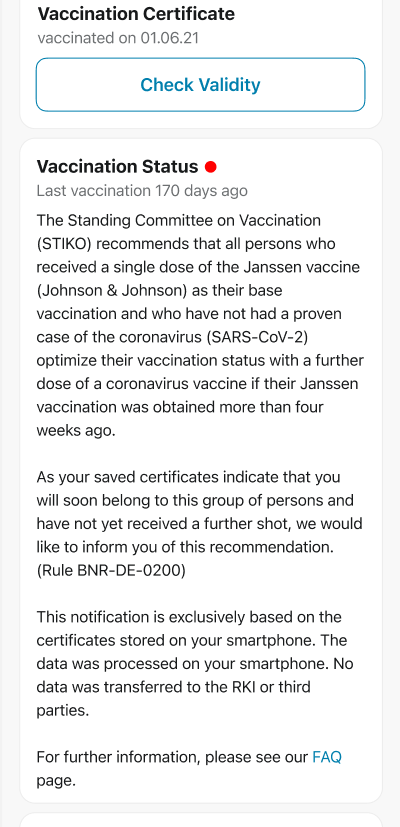 Vaccination Certificate
vaccinated on 01.06.21
Check Validity
Vaccination Status
Last vaccination 170 days ago
The Standing Committee on Vaccination
(STIKO) recommends that all persons who
received a single dose of the Janssen vaccine
(Johnson & Johnson) as their base
vaccination and who have not had a proven
case of the coronavirus (SARS-CoV-2)
optimize their vaccination status with a further
dose of a coronavirus vaccine if their Janssen
vaccination was obtained more than four
weeks ago.
As your saved certificates indicate that you
will soon belong to this group of persons and
have not yet received a further shot, we would
like to inform you of this recommendation.
(Rule BNR-DE-0200)
This notification is exclusively based on the
certificates stored on your smartphone. The
data was processed on your smartphone. No
data was transferred to the RKI or third
parties.
For further information, please see our FAQ
page.